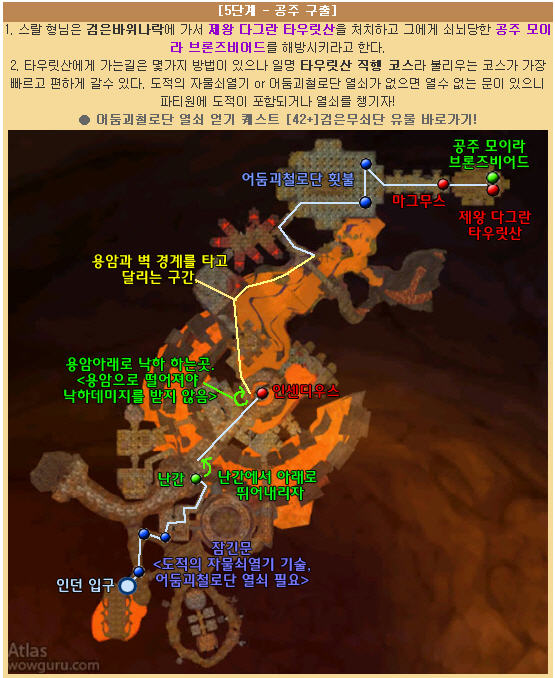 [5단계 - 공주 구출]
1. 스랄 형님은 검은바위나락에 가서 제왕 다그란 타우릿산을 처치하고 그에게 쇠뇌당한 공주 모이
라 브론즈비어드를 해방시키라고 한다.
2. 타우릿산에게 가는길은 몇가지 방법이 있으나 일명 타우릿산 직행 코스라 불리우는 코스가 가장
빠르고 편하게 갈수 있다. 도적의 자물쇠열기 or 어둠괴철로단 열쇠가 없으면 열수 없는 문이 있으니
파티원에 도적이 포함되거나 열쇠를 챙기자!
● 어둠괴철로단 열쇠 얻기 퀘스트 [42+]검은무쇠단 유물 바로가기!
공주 모이라
브론즈비어드
어둠괴철로단 횃불
마그무스
제왕 다그란
타우릿산
용암과 벽 경계를 타고
달리는 구간
용암아래로 낙하 하는곳.
<용암으로 떨어져야
낙하데미지를 받지 않음>
인센디우스
난간
난간에서 아래로
뛰어내리자
잠긴문
<도적의 자물쇠열기 기술,
어둠괴철로단 열쇠 필요>
인던 입구
Atlas
wowguru.com